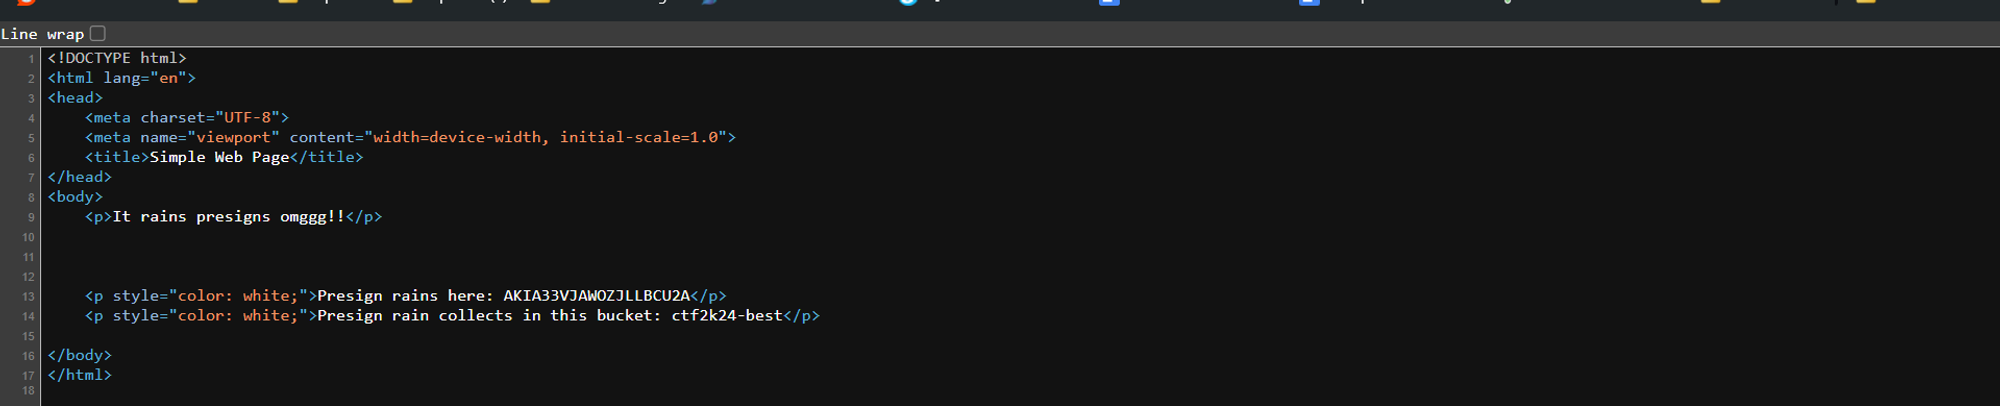 Line wrap
1 <!DOCTYPE html>
2 <html lang="en">
3 <head>
4 <meta charset="UTF-8">
5 <meta name="viewport" content="width=device-width, initial-scale=1.0">
6 <title>Simple Web Page</title>
7 </head>
8 <body>
9 <p>It rains presigns omggg!!</p>
10
11
12
13 <p style="color: white;">Presign rains here: AKIA33VJAWOZJLLBCU2A</p>
14 <p style="color: white;">Presign rain collects in this bucket: ctf2k24-best</p>
15
16 </body>
17 </html>
18